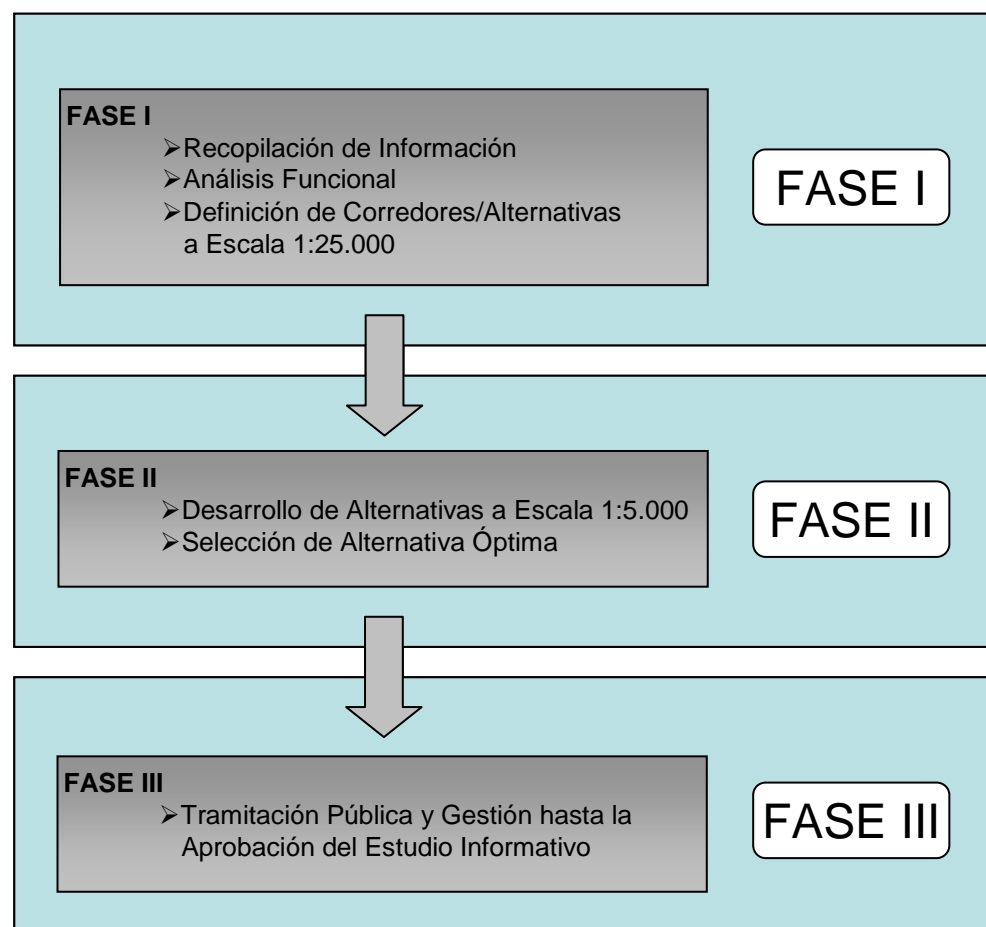 FASE I
➢Recopilación de Información
➢Análisis Funcional
➢Definición de Corredores/Alternativas
a Escala 1:25.000
FASE I
FASE II
➢Desarrollo de Alternativas a Escala 1:5.000
➢Selección de Alternativa Óptima
FASE II
FASE III
➢Tramitación Pública y Gestión hasta la
Aprobación del Estudio Informativo
FASE III